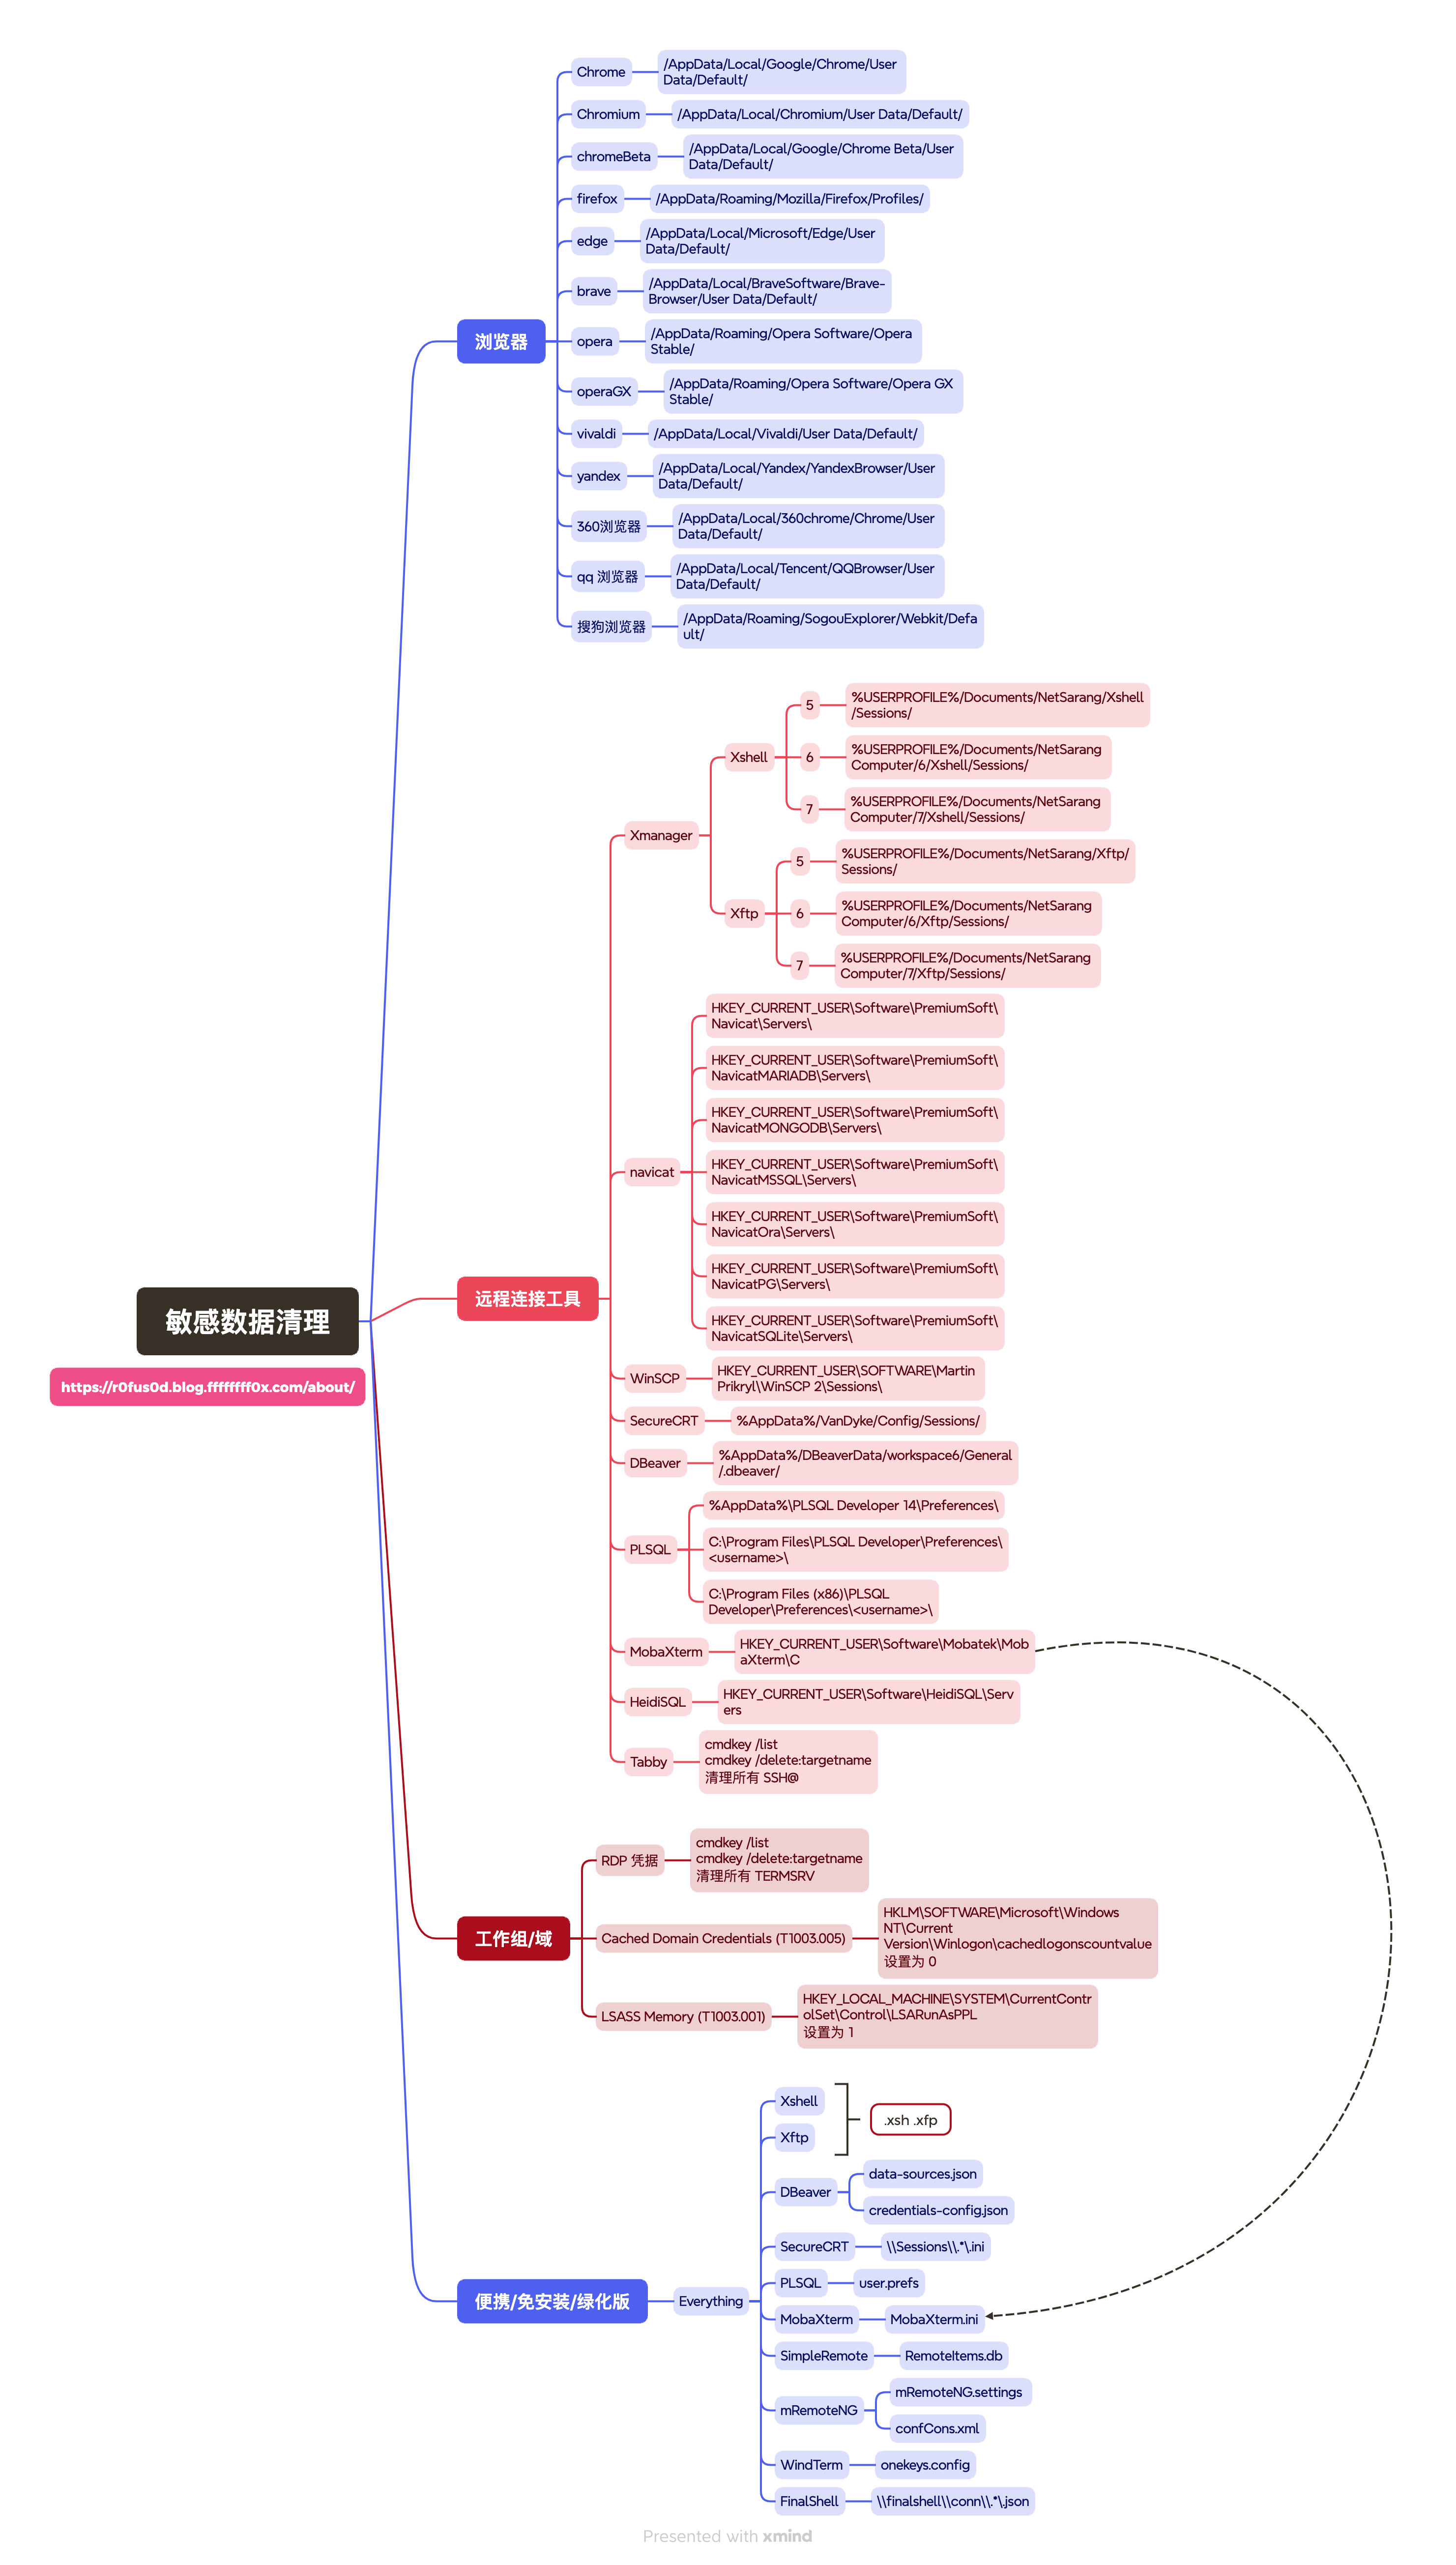 敏感数据清理
https://r0fus0d.blog.ffffffff0x.com/about/
浏览器
Chrome
/AppData/Local/Google/Chrome/User
Data/Default/
Chromium
/AppData/Local/Chromium/User Data/Default/
chromeBeta
/AppData/Local/Google/Chrome Beta/User
Data/Default/
firefox
/AppData/Roaming/Mozilla/Firefox/Profiles/
edge
/AppData/Local/Microsoft/Edge/User
Data/Default/
brave
/AppData/Local/BraveSoftware/Brave-
Browser/User Data/Default/
opera
/AppData/Roaming/Opera Software/Opera
Stable/
operaGX
/AppData/Roaming/Opera Software/Opera GX
Stable/
vivaldi
/AppData/Local/Vivaldi/User Data/Default/
yandex
/AppData/Local/Yandex/YandexBrowser/User
Data/Default/
360浏览器
/AppData/Local/360chrome/Chrome/User
Data/Default/
qq 浏览器
/AppData/Local/Tencent/QQBrowser/User
Data/Default/
搜狗浏览器
/AppData/Roaming/SogouExplorer/Webkit/Defa
ult/
远程连接工具
Xmanager
Xshell
5
%USERPROFILE%/Documents/NetSarang/Xshell
/Sessions/
6
%USERPROFILE%/Documents/NetSarang
Computer/6/Xshell/Sessions/
7
%USERPROFILE%/Documents/NetSarang
Computer/7/Xshell/Sessions/
Xftp
5
%USERPROFILE%/Documents/NetSarang/Xftp/
Sessions/
6
%USERPROFILE%/Documents/NetSarang
Computer/6/Xftp/Sessions/
7
%USERPROFILE%/Documents/NetSarang
Computer/7/Xftp/Sessions/
navicat
HKEY_CURRENT_USER\Software\PremiumSoft\
Navicat\Servers\
HKEY_CURRENT_USER\Software\PremiumSoft\
NavicatMARIADB\Servers\
HKEY_CURRENT_USER\Software\PremiumSoft\
NavicatMONGODB\Servers\
HKEY_CURRENT_USER\Software\PremiumSoft\
NavicatMSSQL\Servers\
HKEY_CURRENT_USER\Software\PremiumSoft\
NavicatOra\Servers\
HKEY_CURRENT_USER\Software\PremiumSoft\
NavicatPG\Servers\
HKEY_CURRENT_USER\Software\PremiumSoft\
NavicatSQLite\Servers\
WinSCP
HKEY_CURRENT_USER\SOFTWARE\Martin
Prikryl\WinSCP 2\Sessions\
SecureCRT
%AppData%/VanDyke/Config/Sessions/
DBeaver
%AppData%/DBeaverData/workspace6/General
/.dbeaver/
PLSQL
%AppData%\PLSQL Developer 14\Preferences\
C:\Program Files\PLSQL Developer\Preferences\
<username>\
C:\Program Files (x86)\PLSQL
Developer\Preferences\<username>\
MobaXterm
HKEY_CURRENT_USER\Software\Mobatek\Mob
aXterm\C
HeidiSQL
HKEY_CURRENT_USER\Software\HeidiSQL\Serv
ers
Tabby
cmdkey /list
cmdkey /delete:targetname
清理所有 SSH@
工作组/域
RDP 凭据
cmdkey /list
cmdkey /delete:targetname
清理所有 TERMSRV
Cached Domain Credentials (T1003.005)
HKLM\SOFTWARE\Microsoft\Windows
NT\Current
Version\Winlogon\cachedlogonscountvalue
设置为 0
LSASS Memory (T1003.001)
HKEY_LOCAL_MACHINE\SYSTEM\CurrentContr
olSet\Control\LSARunAsPPL
设置为 1
便携/免安装/绿化版
Everything
Xshell
Xftp
.xsh .xfp
DBeaver
data-sources.json
credentials-config.json
SecureCRT
\\Sessions\\.*\.ini
PLSQL
user.prefs
MobaXterm
MobaXterm.ini
SimpleRemote
RemoteItems.db
mRemoteNG
mRemoteNG.settings
confCons.xml
WindTerm
onekeys.config
FinalShell
\\finalshell\\conn\\.*\.json
Presented with xmind